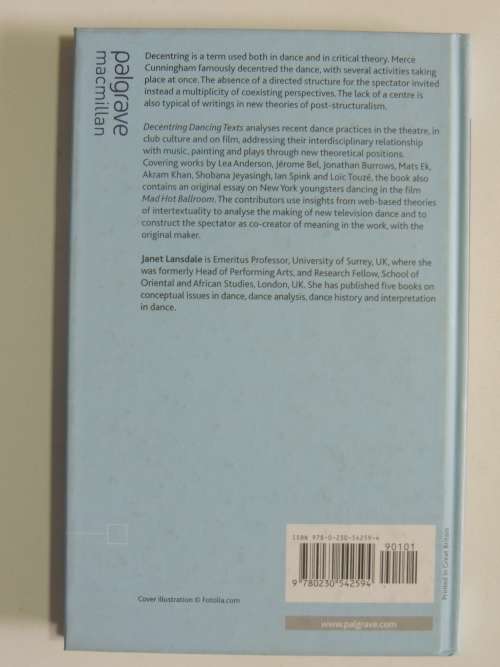 palgrave
macmillan
Decentring is a term used both in dance and in critical theory. Merce
Cunningham famously decentred the dance, with several activities taking
place at once. The absence of a directed structure for the spectator invited
instead a multiplicity of coexisting perspectives. The lack of a centre is
also typical of writings in new theories of post-structuralism.
Decentring Dancing Texts analyses recent dance practices in the theatre, in
club culture and on film, addressing their interdisciplinary relationship
with music, painting and plays through new theoretical positions.
Covering works by Lea Anderson, Jérome Bel, Jonathan Burrows, Mats Ek,
Akram Khan, Shobana Jeyasingh, Ian Spink and Loïc Touzé, the book also
contains an original essay on New York youngsters dancing in the film
Mad Hot Ballroom. The contributors use insights from web-based theories
of intertextuality to analyse the making of new television dance and to
construct the spectator as co-creator of meaning in the work, with the
original maker.
Janet Lansdale is Emeritus Professor, University of Surrey, UK, where she
was formerly Head of Performing Arts, and Research Fellow, School of
Oriental and African Studies, London, UK. She has published five books on
conceptual issues in dance, dance analysis, dance history and interpretation
in dance.
ISBN 978-0-230-54259-4
90101
9 780230 542594
Printed in Great Britain
Cover illustration © Fotolia.com
www.palgrave.com